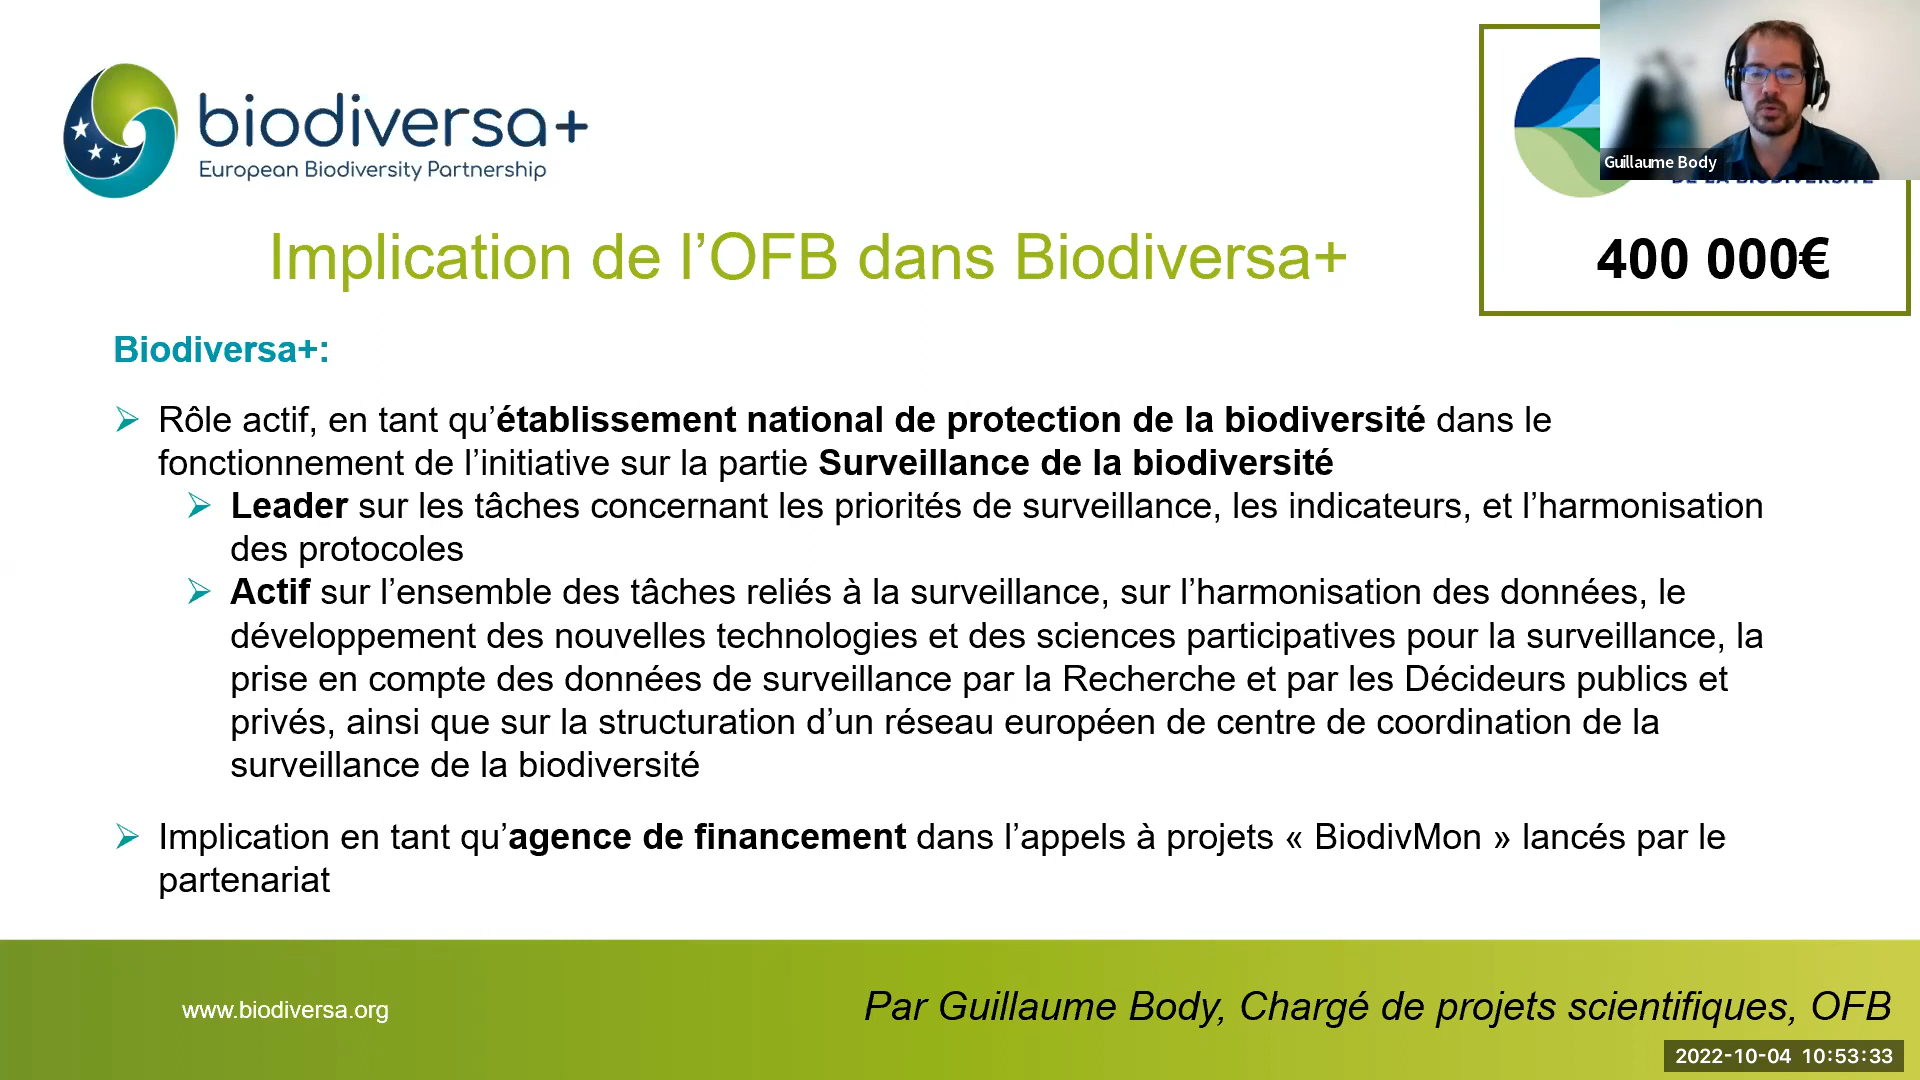 biodiversa+
European Biodiversity Partnership
Guillaume Body
DE LA BIODIVERSITÉ
400 000€
Implication de l’OFB dans Biodiversa+
Biodiversa+:
Rôle actif, en tant qu’établissement national de protection de la biodiversité dans le
fonctionnement de l’initiative sur la partie Surveillance de la biodiversité
Leader sur les tâches concernant les priorités de surveillance, les indicateurs, et l’harmonisation
des protocoles
Actif sur l’ensemble des tâches reliés à la surveillance, sur l’harmonisation des données, le
développement des nouvelles technologies et des sciences participatives pour la surveillance, la
prise en compte des données de surveillance par la Recherche et par les Décideurs publics et
privés, ainsi que sur la structuration d’un réseau européen de centre de coordination de la
surveillance de la biodiversité
Implication en tant qu’agence de financement dans l’appels à projets « BiodivMon » lancés par le
partenariat
www.biodiversa.org
Par Guillaume Body, Chargé de projets scientifiques, OFB
2022-10-04 10:53:33